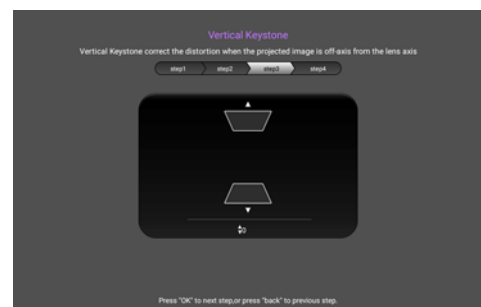 Vertical Keystone
Vertical Keystone correct the distortion when the projected image is off-axis from the lens axis
step1 step2 step3 step4
0
Press "OK" to next step,or press "back" to previous step.